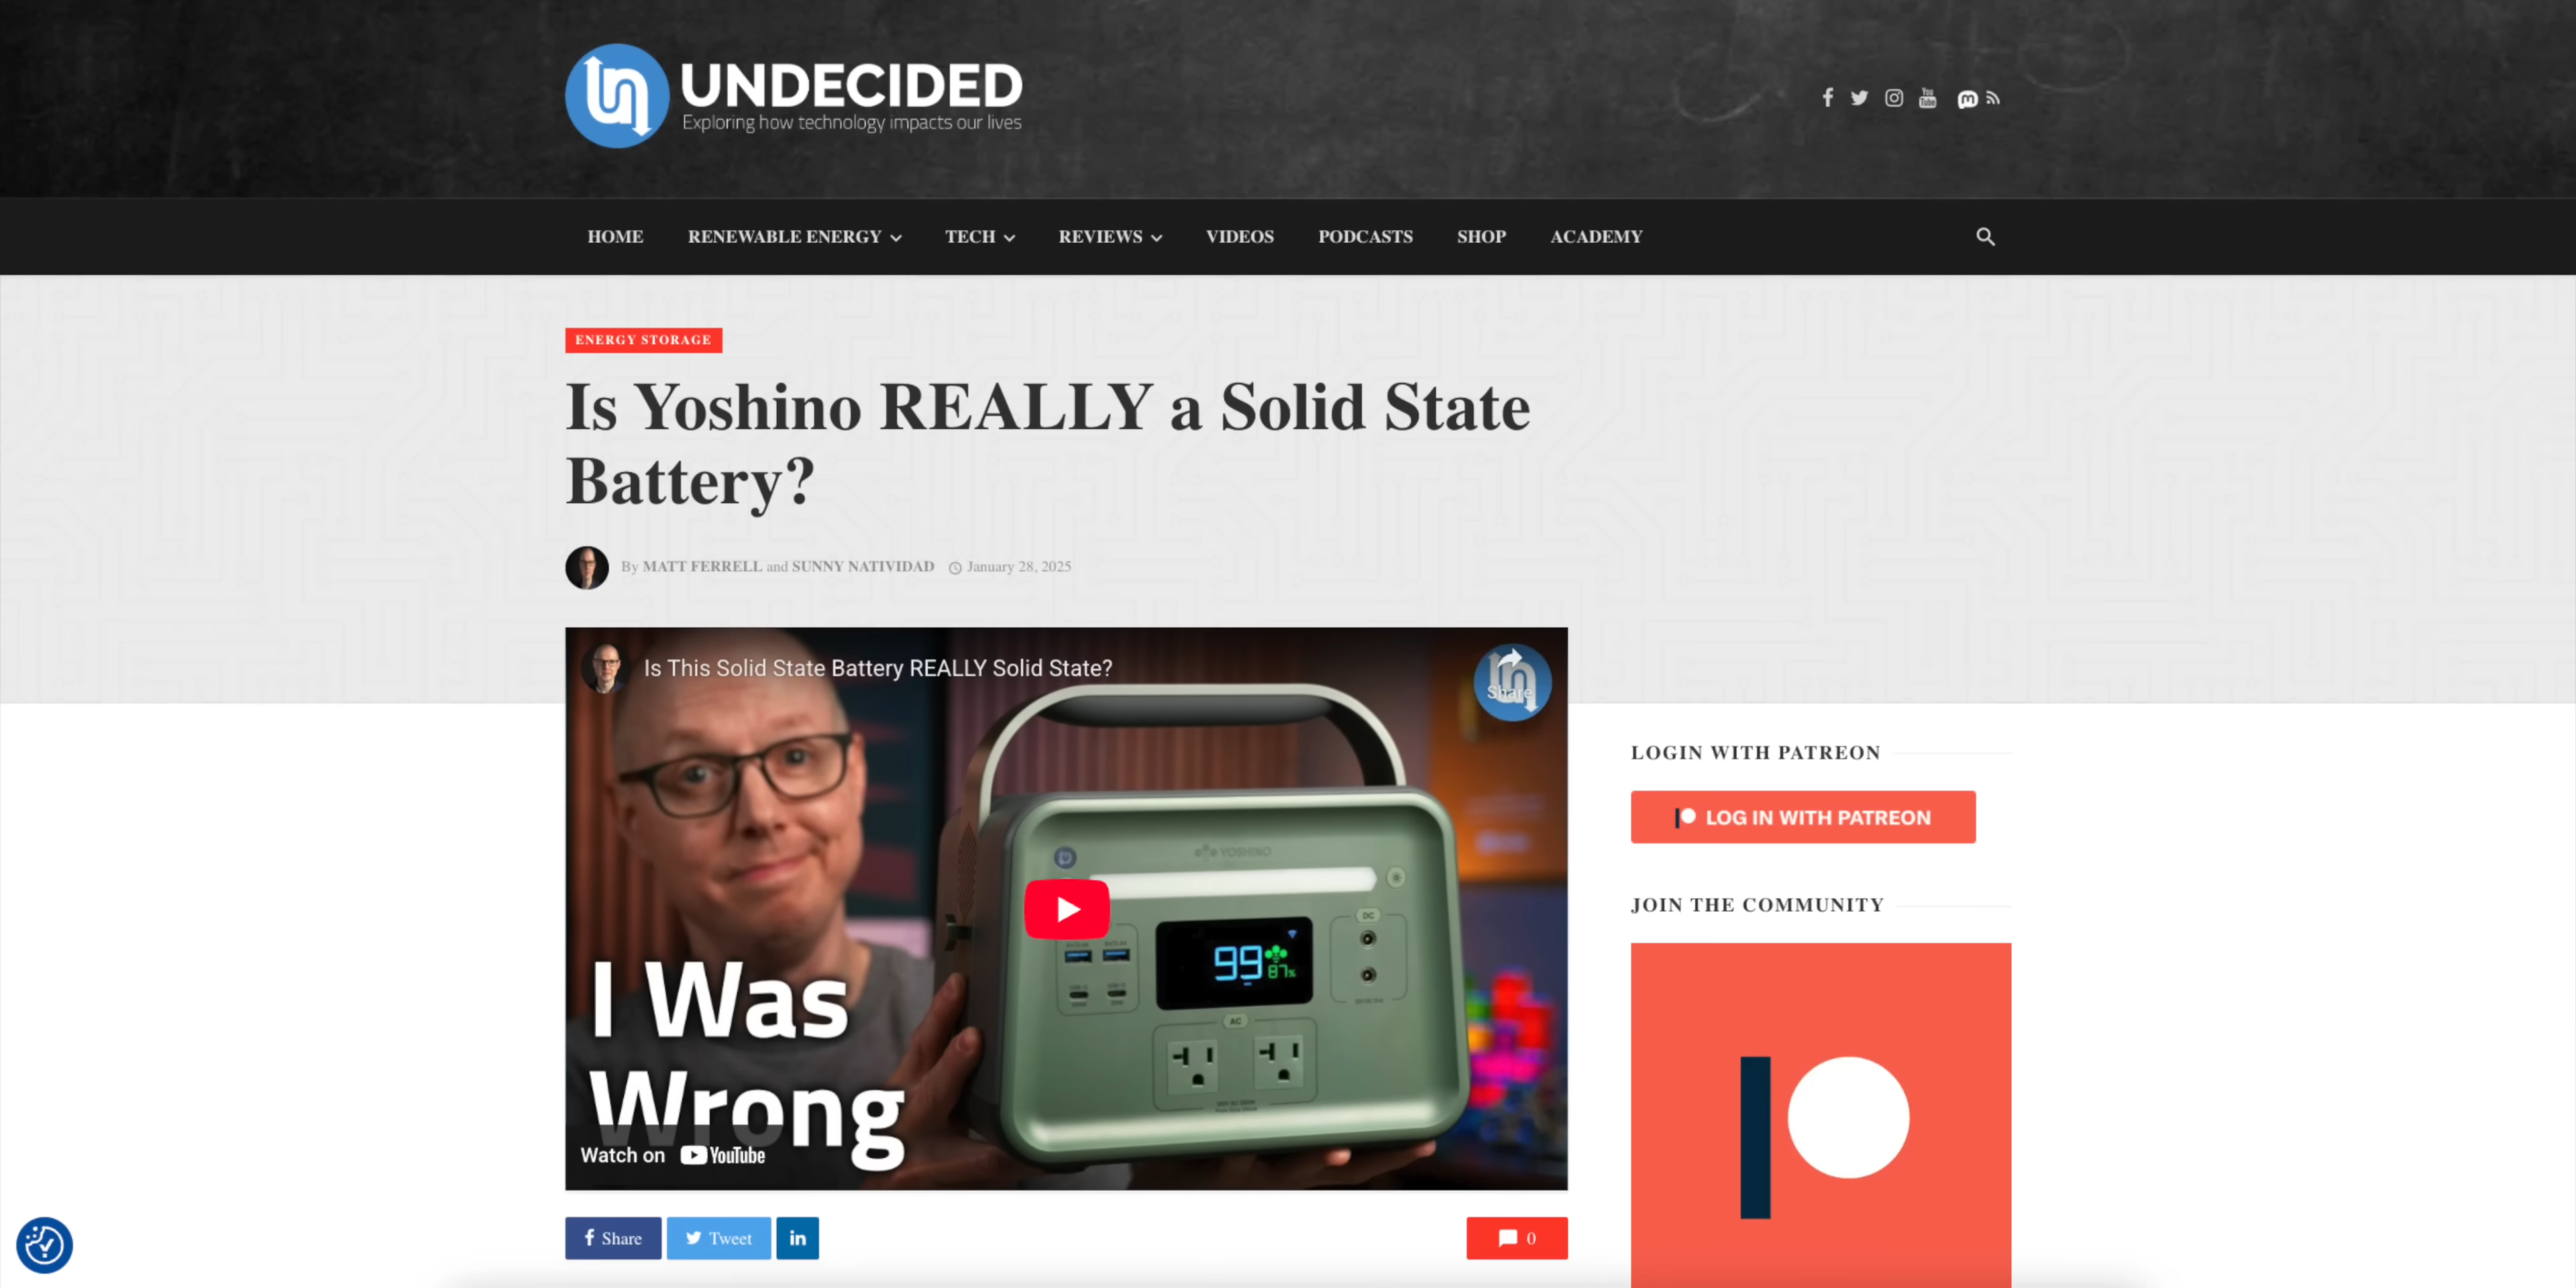 UNDECIDED
Exploring how technology impacts our lives
HOME RENEWABLE ENERGY TECH REVIEWS VIDEOS PODCASTS SHOP ACADEMY
ENERGY STORAGE
Is Yoshino REALLY a Solid State
Battery?
By MATT FERRELL and SUNNY NATIVIDAD January 28, 2025
Is This Solid State Battery REALLY Solid State?
Share
YOSHINO
DC
99 87%
AC
I Was
Wrong
Watch on YouTube
Share Tweet in 0
LOGIN WITH PATREON
LOG IN WITH PATREON
JOIN THE COMMUNITY